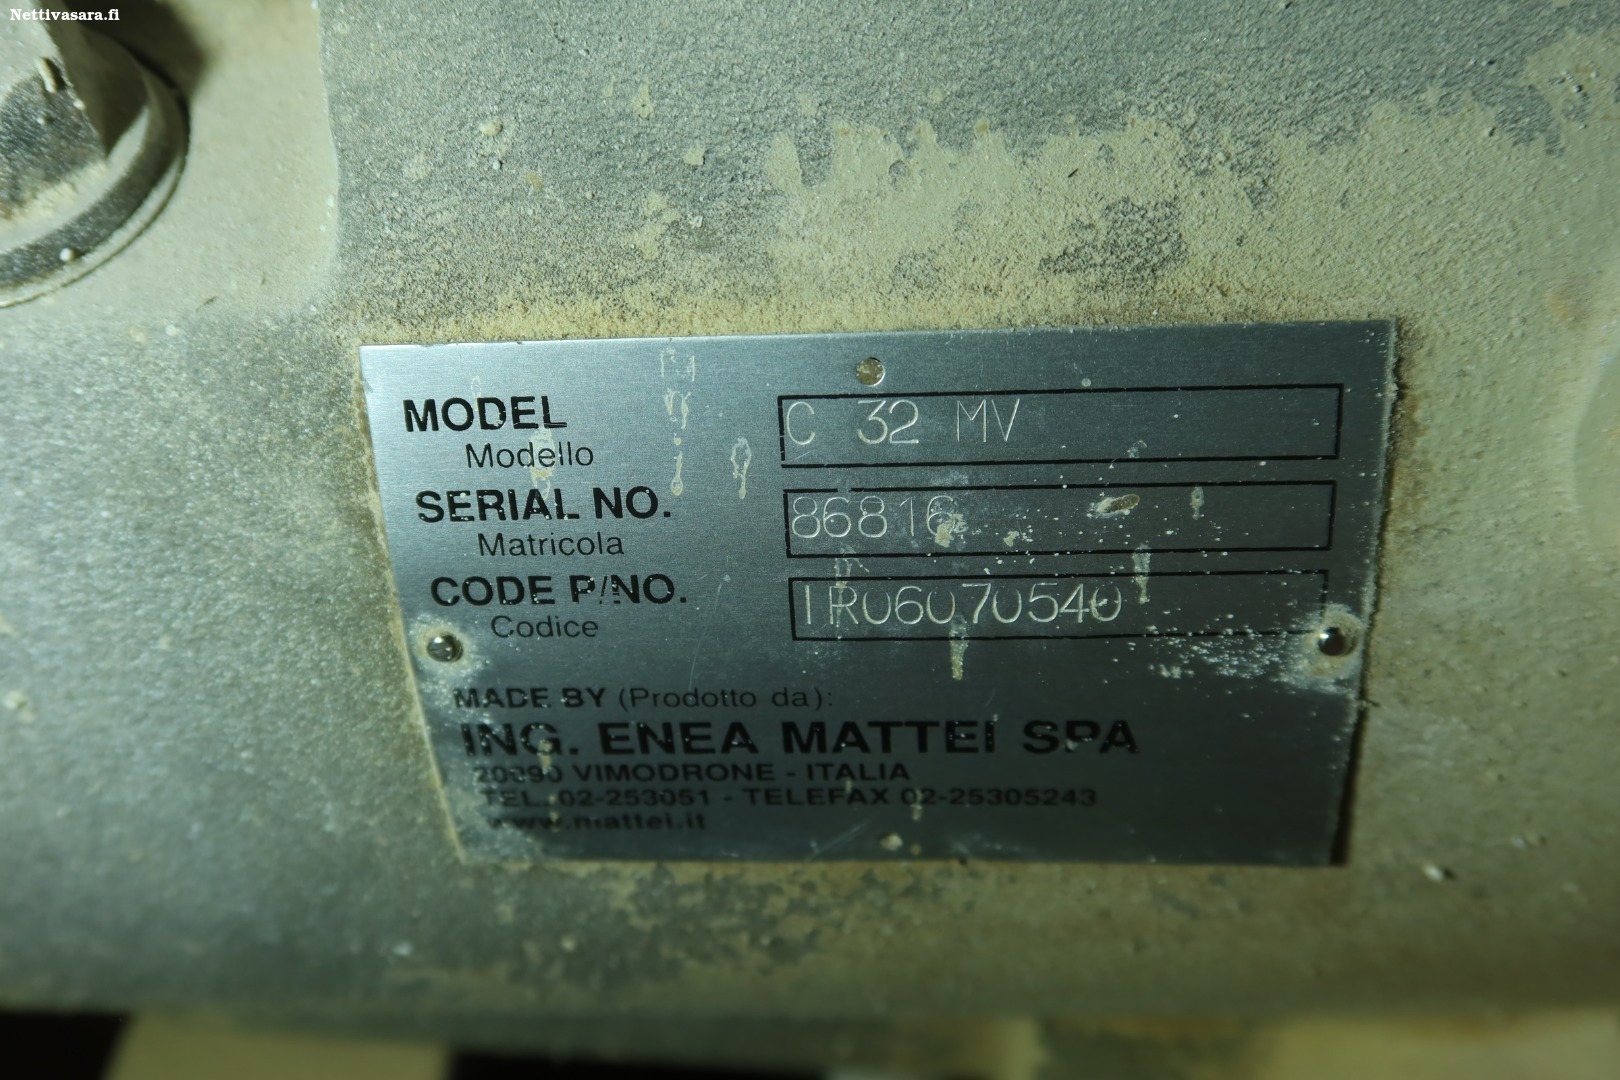 Nettivasara.fi
MODEL C 32 MV
Modello
SERIAL NO. 86816
Matricola
CODE P/NO. IR06070540
Codice
MADE BY (Prodotto da):
ING. ENEA MATTEI SPA
20090 VIMODRONE - ITALIA
TEL. 02-253051 - TELEFAX 02-25305243
www.mattei.it